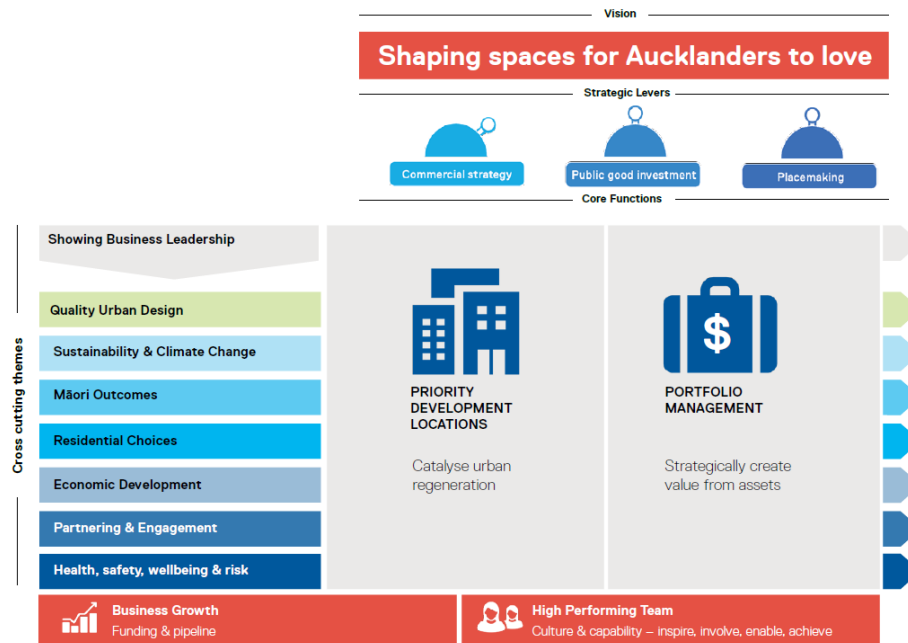 Vision
Shaping spaces for Aucklanders to love
Strategic Levers
Commercial strategy
Public good investment
Placemaking
Core Functions
Cross cutting themes
Showing Business Leadership
Quality Urban Design
Sustainability & Climate Change
Māori Outcomes
Residential Choices
Economic Development
Partnering & Engagement
Health, safety, wellbeing & risk
PRIORITY
DEVELOPMENT
LOCATIONS
Catalyse urban
regeneration
$
PORTFOLIO
MANAGEMENT
Strategically create
value from assets
Business Growth
Funding & pipeline
High Performing Team
Culture & capability – inspire, involve, enable, achieve